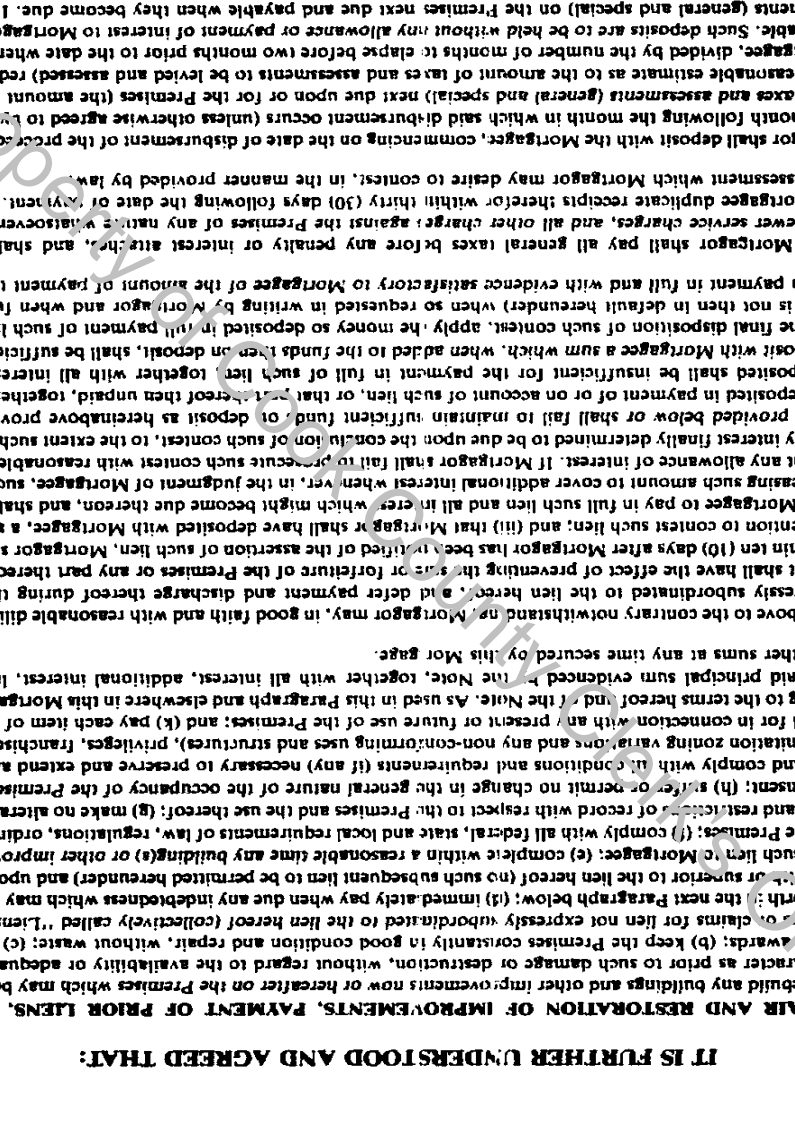 IT IS FURTHER UNDERSTOOD AND AGREED THAT:
AIR AND RESTORATION OF IMPROVEMENTS, PAYMENT OF PRIOR LIENS,
ebuild any buildings and other improvements now or hereafter on the Premises which may b
racter as prior to such damage or destruction, without regard to the availability or adequa
awards; (b) keep the Premises constantly in good condition and repair, without waste; (c)
or claims for lien not expressly subordinated to the lien hereof (collectively called "Liens
orth in the next Paragraph below; (d) immediately pay when due any indebtedness which may
or superior to the lien hereof (no such subsequent lien to be permitted hereunder) and upo
such lien to Mortgagee; (e) complete within a reasonable time any building(s) or other improv
e Premises; (f) comply with all federal, state and local requirements of law, regulations, ordin
and restrictions of record with respect to the Premises and the use thereof; (g) make no altera
nsent; (h) suffer or permit no change in the general nature of the occupancy of the Premise
and comply with all conditions and requirements (if any) necessary to preserve and extend a
mitation zoning variations and any non-conforming uses and structures), privileges, franchise
d for in connection with any present or future use of the Premises; and (k) pay each item of
g to the terms hereof and of the Note. As used in this Paragraph and elsewhere in this Mortga
aid principal sum evidenced by the Note, together with all interest, additional interest, l
ther sums at any time secured by this Mortgage.
bove to the contrary notwithstanding, Mortgagor may, in good faith and with reasonable dili
essly subordinated to the lien hereof, and defer payment and discharge thereof during t
t shall have the effect of preventing the sale or forfeiture of the Premises or any part thereo
hin ten (10) days after Mortgagor has been notified of the assertion of such lien, Mortgagor s
ention to contest such lien; and (iii) that Mortgagor shall have deposited with Mortgagee, a s
Mortgagee to pay in full such lien and all interest which might become due thereon, and shal
easing such amount to cover additional interest whenever, in the judgment of Mortgagee, suc
ut any allowance of interest. If Mortgagor shall fail to prosecute such contest with reasonable
y interest finally determined to be due upon the conclusion of such contest, to the extent such
provided below or shall fail to maintain sufficient funds on deposit as hereinabove prov
eposited in payment of or on account of such lien, or that part thereof then unpaid, together
posited shall be insufficient for the payment in full of such lien, together with all interes
osit with Mortgagee a sum which, when added to the funds then on deposit, shall be sufficie
he final disposition of such contest, apply the money so deposited in full payment of such l
is not then in default hereunder) when so requested in writing by Mortgagor and when fu
h payment in full and with evidence satisfactory to Mortgagee of the amount of payment t
Mortgagor shall pay all general taxes before any penalty or interest attaches, and shal
ewer service charges, and all other charges against the Premises of any nature whatsoever
ortgagee duplicate receipts therefor within thirty (30) days following the date of payment.
assessment which Mortgagor may desire to contest, in the manner provided by law.
gor shall deposit with the Mortgagee, commencing on the date of disbursement of the proceed
nonth following the month in which said disbursement occurs (unless otherwise agreed to by
axes and assessments (general and special) next due upon or for the Premises (the amount
easonable estimate as to the amount of taxes and assessments to be levied and assessed) red
gagee, divided by the number of months to elapse before two months prior to the date when
able. Such deposits are to be held without any allowance or payment of interest to Mortgag
nents (general and special) on the Premises next due and payable when they become due. I
Property of Cook County Clerk's O